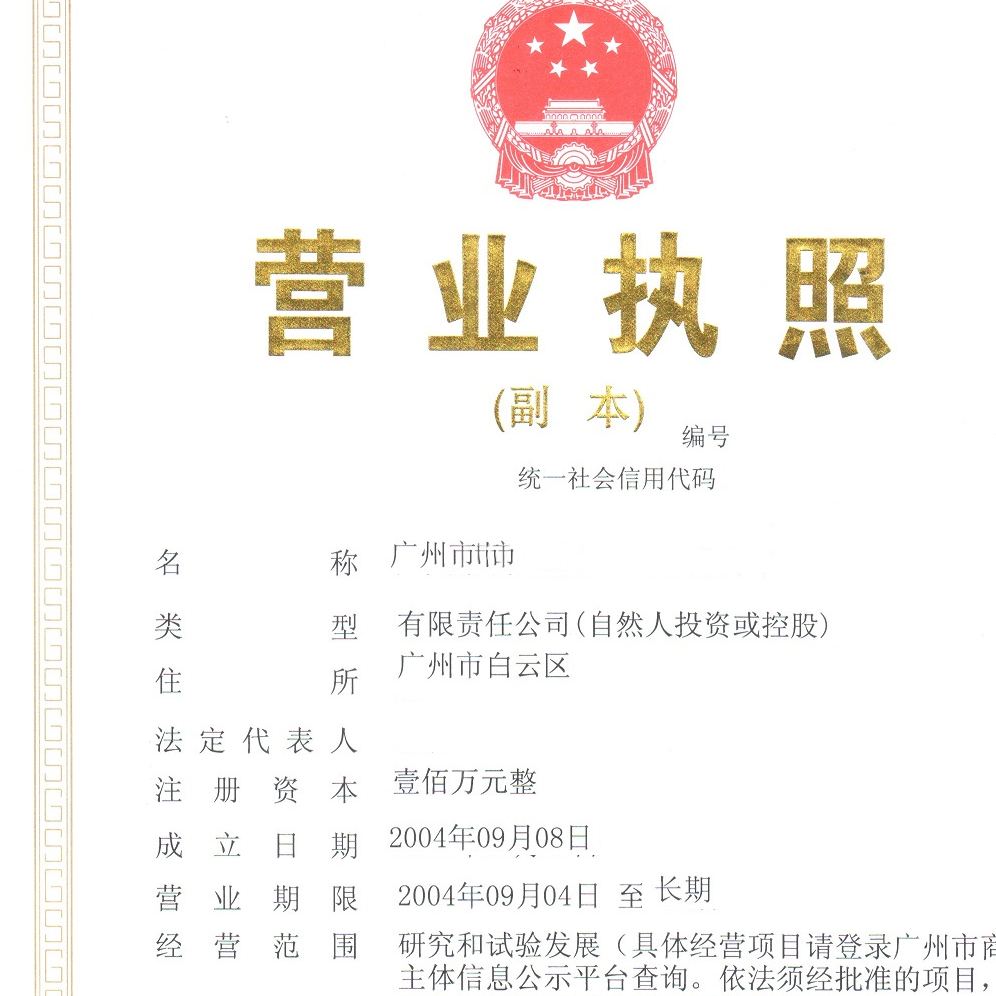 营业执照
(副 本)
编号
统一社会信用代码
名 称 广州市
类 型 有限责任公司(自然人投资或控股)
住 所 广州市白云区
法定代表人
注册资本 壹佰万元整
成立日期 2004年09月08日
营业期限 2004年09月04日 至 长期
经营范围 研究和试验发展（具体经营项目请登录广州市商
主体信息公示平台查询。依法须经批准的项目，